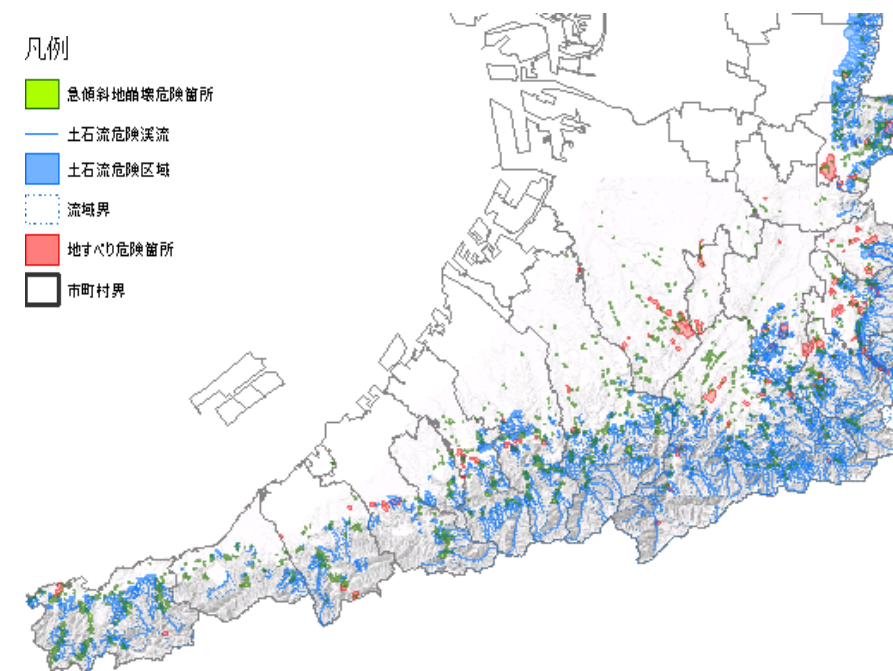 凡例
急傾斜地崩壊危険箇所
土石流危険渓流
土石流危険区域
流域界
地すべり危険箇所
市町村界